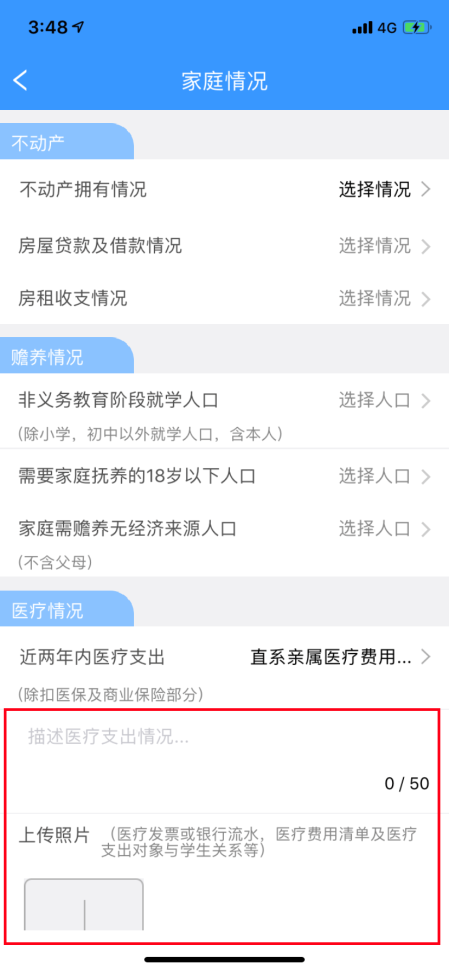 3:48
4G
家庭情况
不动产
不动产拥有情况 选择情况
房屋贷款及借款情况 选择情况
房租收支情况 选择情况
赡养情况
非义务教育阶段就学人口 选择人口
(除小学，初中以外就学人口，含本人)
需要家庭抚养的18岁以下人口 选择人口
家庭需赡养无经济来源人口 选择人口
(不含父母)
医疗情况
近两年内医疗支出 直系亲属医疗费用...
(除扣医保及商业保险部分)
描述医疗支出情况...
0 / 50
上传照片 （医疗发票或银行流水，医疗费用清单及医疗
支出对象与学生关系等）